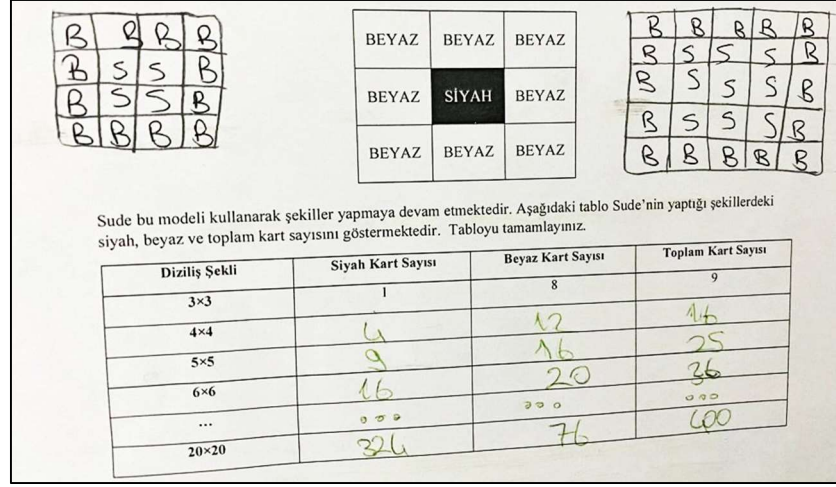 B B B B
B S S B
B S S B
B B B B
BEYAZ BEYAZ BEYAZ
BEYAZ SİYAH BEYAZ
BEYAZ BEYAZ BEYAZ
B B B B B
B S S S B
B S S S B
B S S S B
B B B B B
Sude bu modeli kullanarak şekiller yapmaya devam etmektedir. Aşağıdaki tablo Sude'nin yaptığı şekillerdeki
siyah, beyaz ve toplam kart sayısını göstermektedir. Tabloyu tamamlayınız.
Diziliş Şekli Siyah Kart Sayısı Beyaz Kart Sayısı Toplam Kart Sayısı
3×3 1 8 9
4×4 4 12 16
5×5 9 16 25
6×6 16 20 36
... ... ... ...
20×20 324 76 400